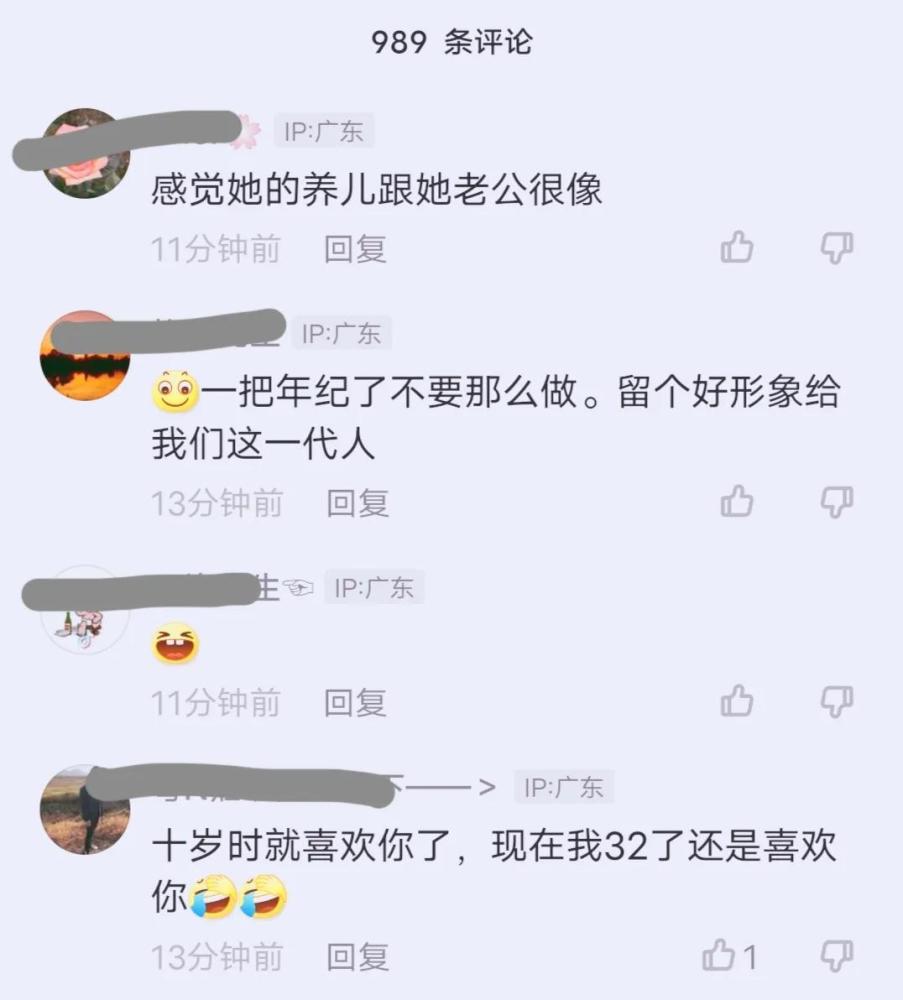 989 条评论
IP:广东
感觉她的养儿跟她老公很像
11分钟前 回复
IP:广东
一把年纪了不要那么做。留个好形象给
我们这一代人
13分钟前 回复
生 IP:广东
11分钟前 回复
——> IP:广东
十岁时就喜欢你了，现在我32了还是喜欢
你
13分钟前 回复 1